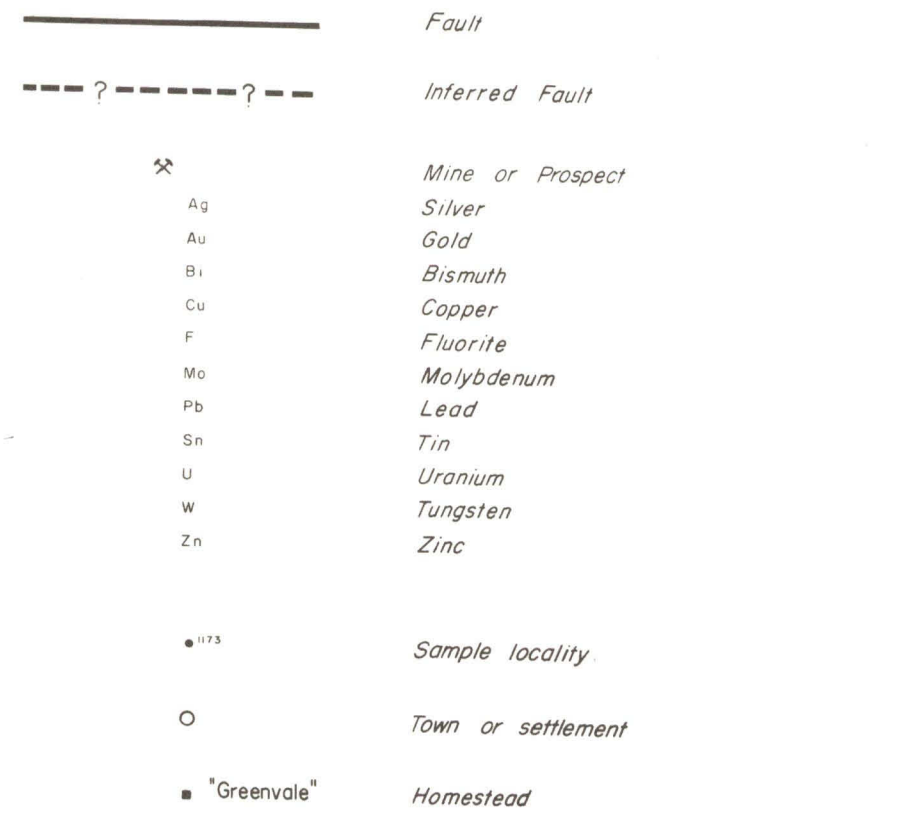 Fault
? ? Inferred Fault
Mine or Prospect
Ag Silver
Au Gold
Bi Bismuth
Cu Copper
F Fluorite
Mo Molybdenum
Pb Lead
Sn Tin
U Uranium
W Tungsten
Zn Zinc
1173 Sample locality
Town or settlement
"Greenvale" Homestead